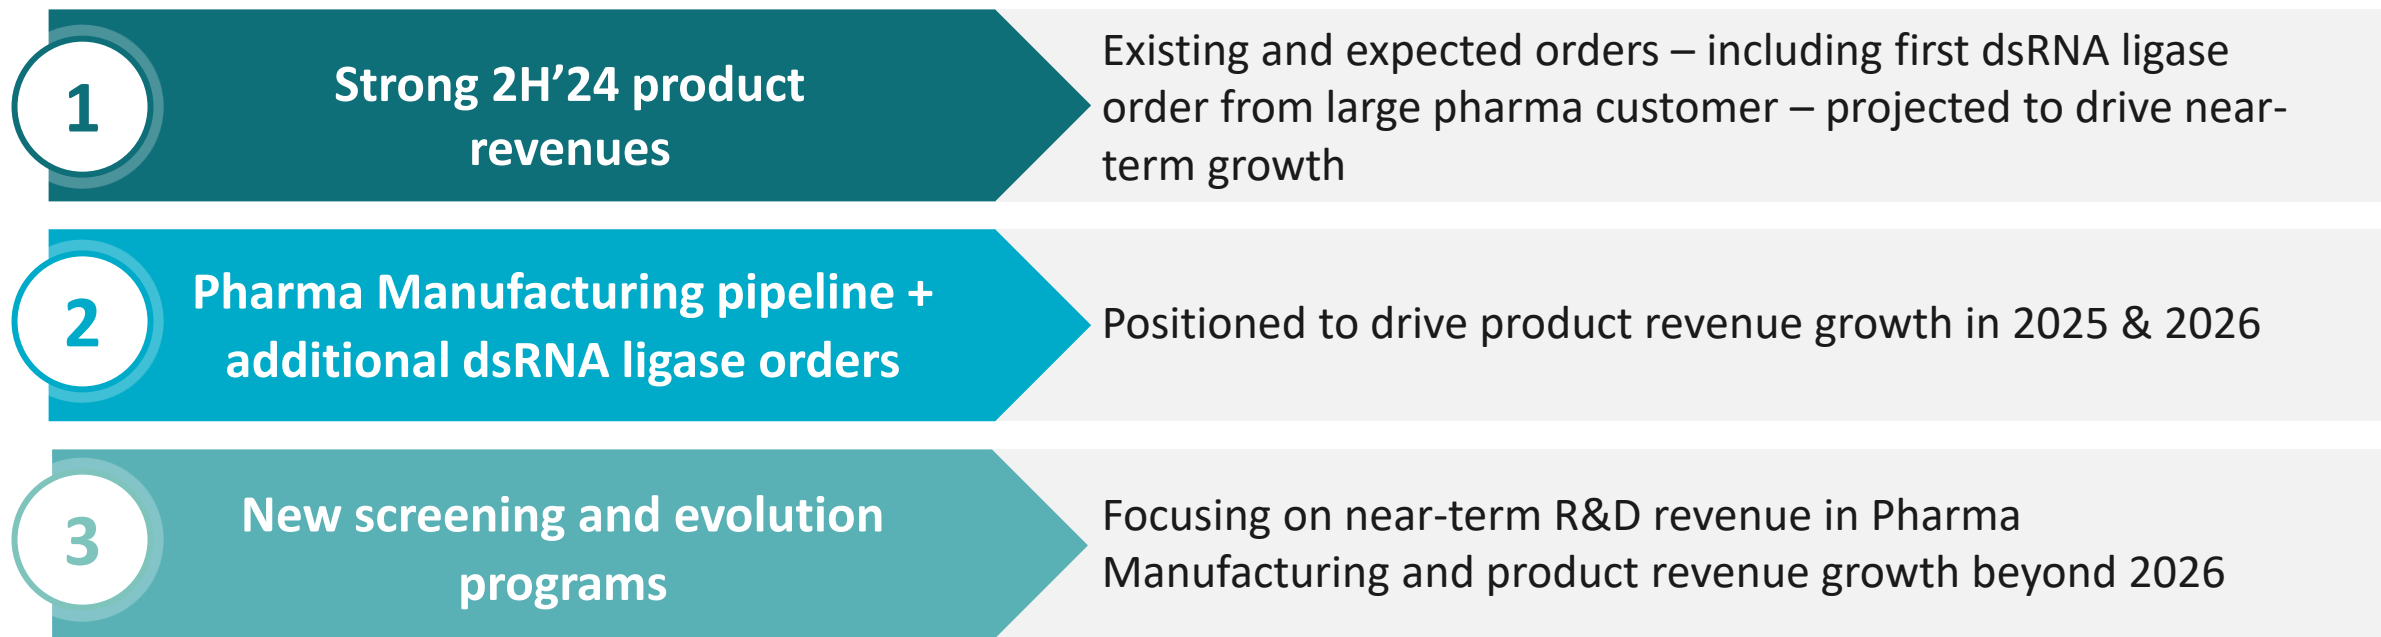 1
Strong 2H’24 product
revenues
Existing and expected orders – including first dsRNA ligase
order from large pharma customer – projected to drive near-
term growth
2
Pharma Manufacturing pipeline +
additional dsRNA ligase orders
Positioned to drive product revenue growth in 2025 & 2026
3
New screening and evolution
programs
Focusing on near-term R&D revenue in Pharma
Manufacturing and product revenue growth beyond 2026